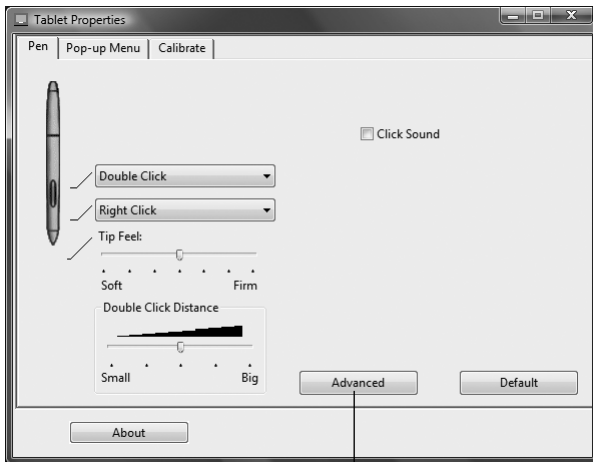 Tablet Properties
Pen Pop-up Menu Calibrate
Click Sound
Double Click
Right Click
Tip Feel:
Soft Firm
Double Click Distance
Small Big
Advanced Default
About